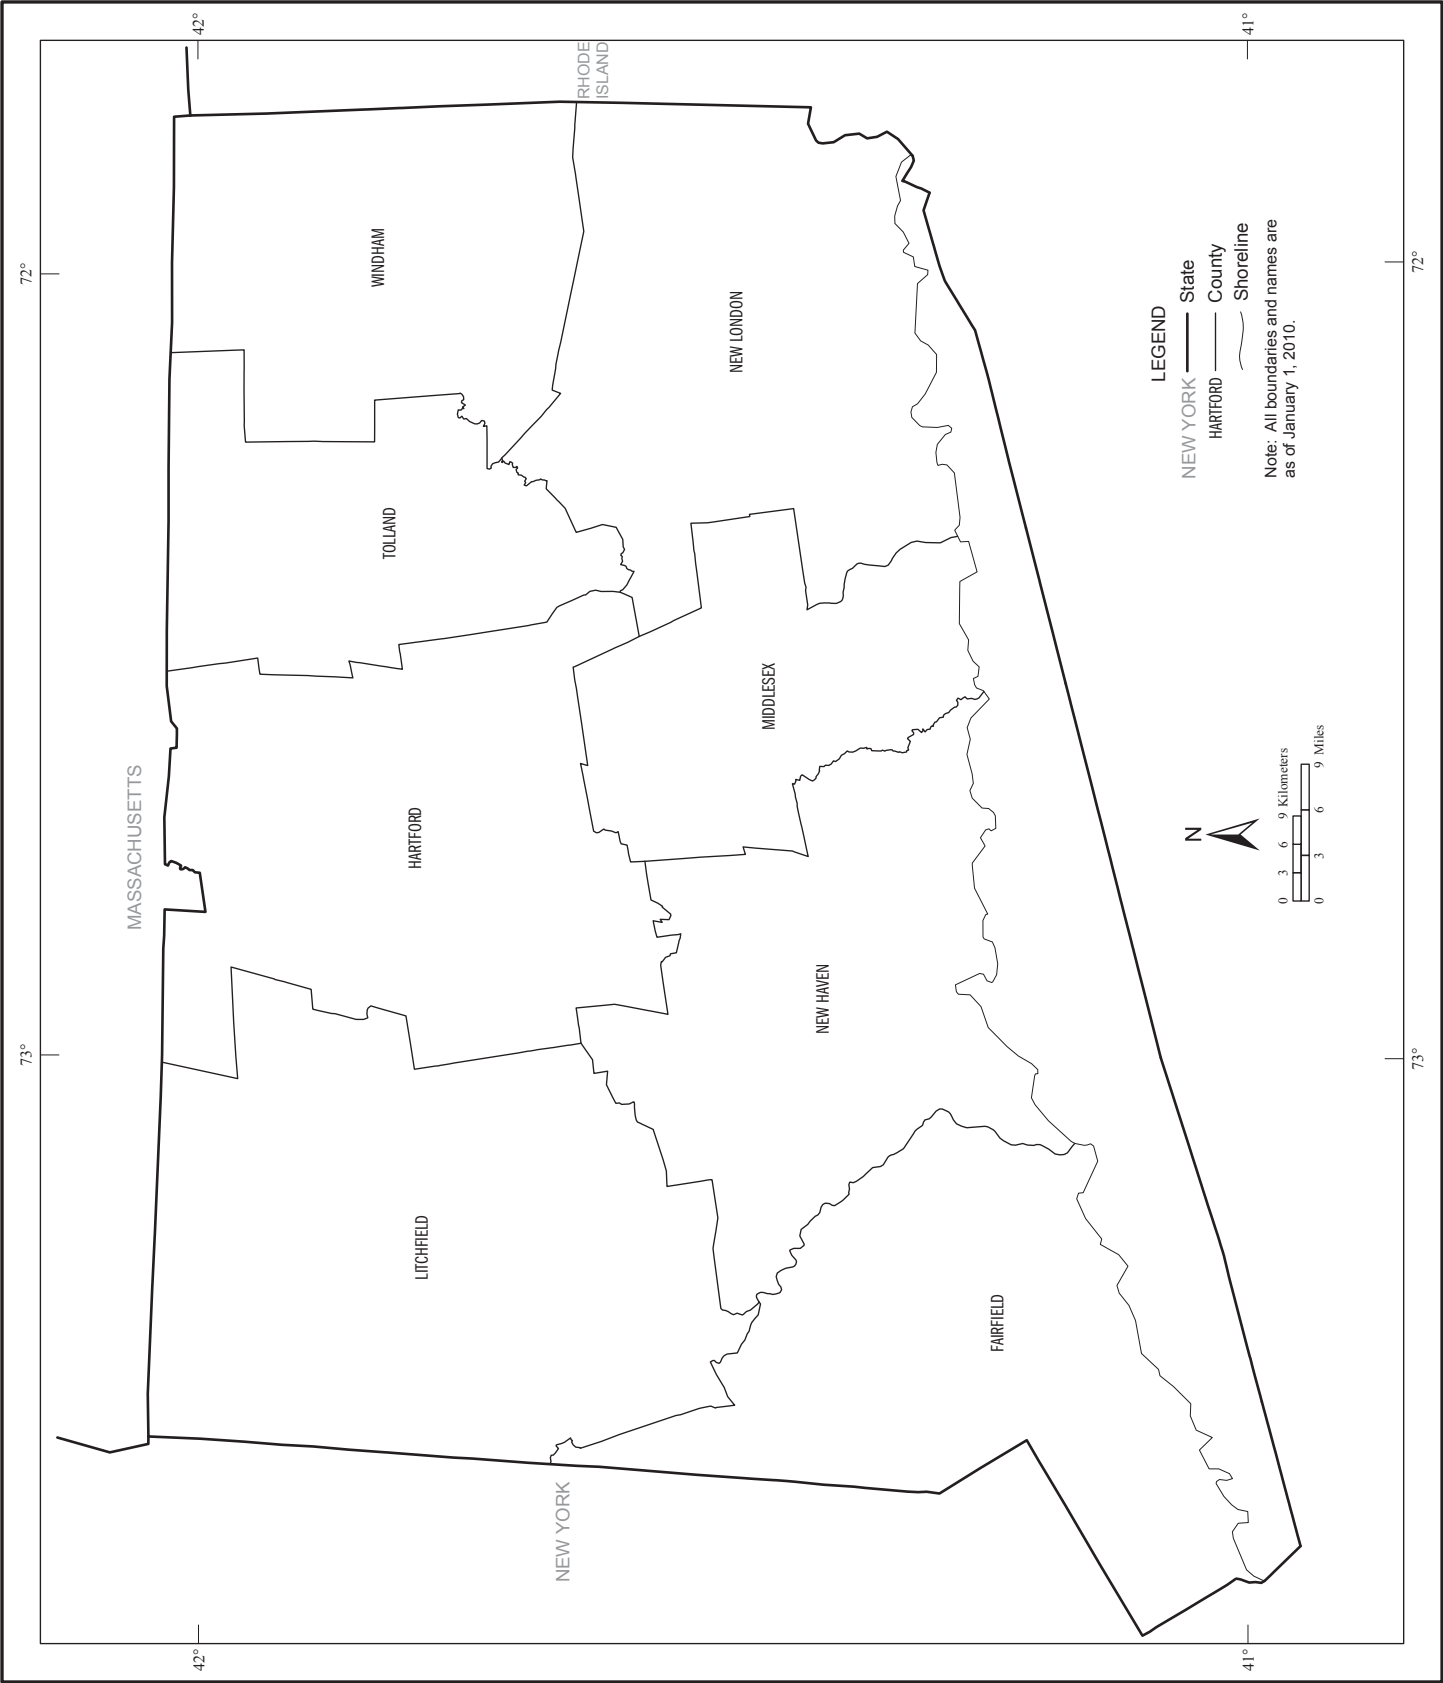 73°
72°
42°
42°
MASSACHUSETTS
RHODE
ISLAND
WINDHAM
TOLLAND
HARTFORD
LITCHFIELD
NEW YORK
NEW LONDON
MIDDLESEX
NEW HAVEN
FAIRFIELD
LEGEND
NEW YORK State
HARTFORD County
Shoreline
Note: All boundaries and names are
as of January 1, 2010.
N
0 3 6 9 Kilometers
0 3 6 9 Miles
41°
41°
73°
72°